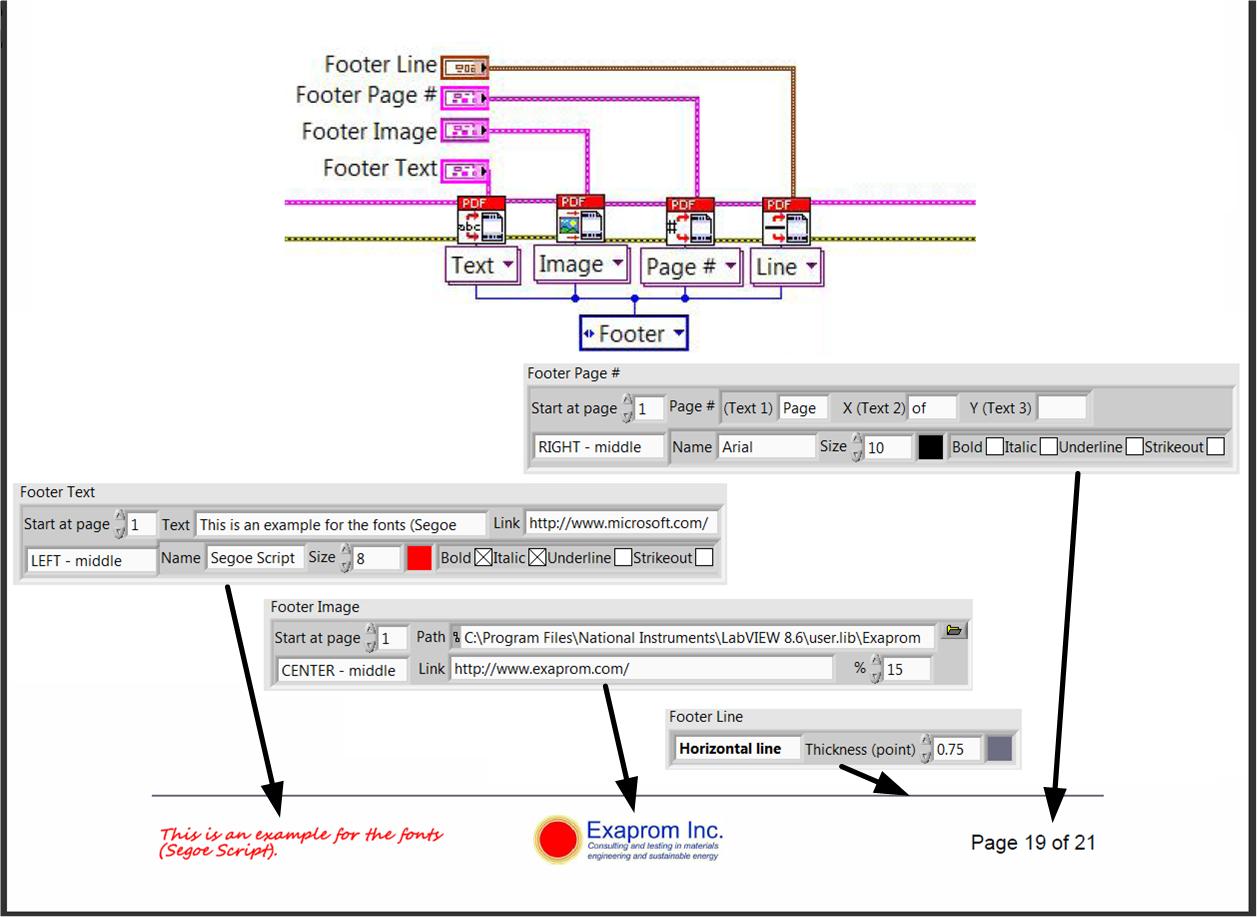 Footer Line
Footer Page #
Footer Image
Footer Text
PDF PDF PDF PDF
abc #
Text Image Page # Line
Footer
Footer Page #
Start at page 1 Page # (Text 1) Page X (Text 2) of Y (Text 3)
RIGHT - middle Name Arial Size 10 Bold Italic Underline Strikeout
Footer Text
Start at page 1 Text This is an example for the fonts (Segoe Link http://www.microsoft.com/
LEFT - middle Name Segoe Script Size 8 Bold Italic Underline Strikeout
Footer Image
Start at page 1 Path C:\Program Files\National Instruments\LabVIEW 8.6\user.lib\Exaprom
CENTER - middle Link http://www.exaprom.com/ % 15
Footer Line
Horizontal line Thickness (point) 0.75
This is an example for the fonts
(Segoe Script).
Exaprom Inc.
Consulting and testing in materials
engineering and sustainable energy
Page 19 of 21